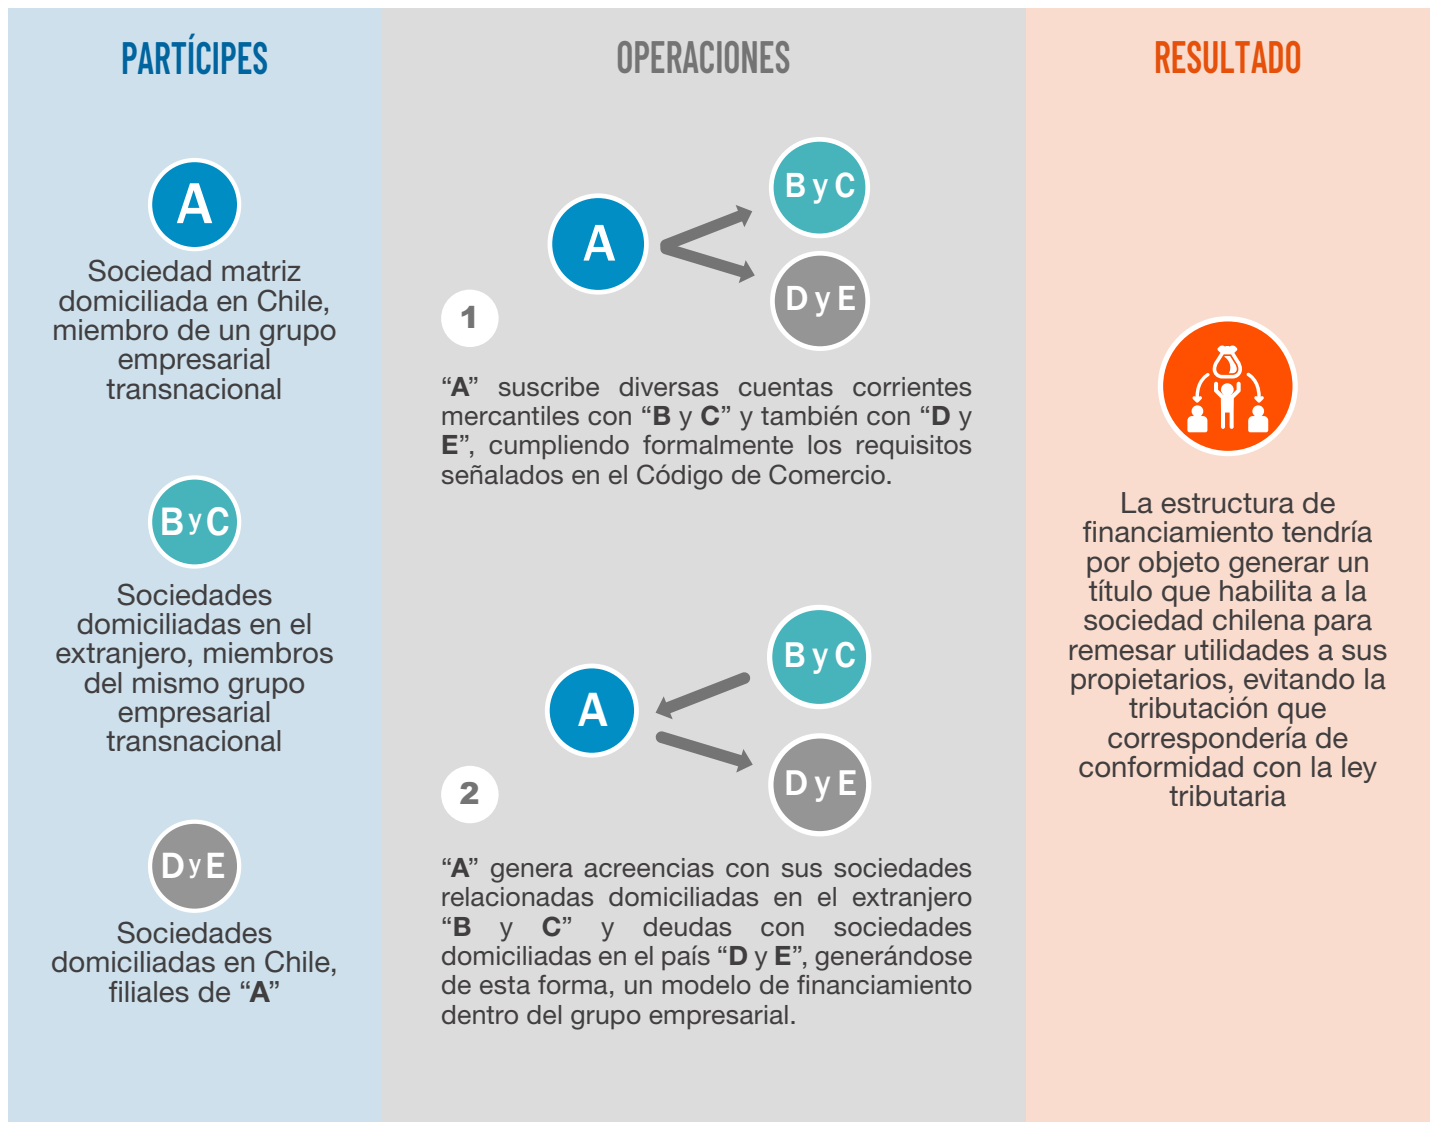 PARTÍCIPES
A
Sociedad matriz
domiciliada en Chile,
miembro de un grupo
empresarial
transnacional
B y C
Sociedades
domiciliadas en el
extranjero, miembros
del mismo grupo
empresarial
transnacional
D y E
Sociedades
domiciliadas en Chile,
filiales de “A”
OPERACIONES
A
B y C
D y E
1
“A” suscribe diversas cuentas corrientes
mercantiles con “B y C” y también con “D y
E”, cumpliendo formalmente los requisitos
señalados en el Código de Comercio.
A
B y C
D y E
2
“A” genera acreencias con sus sociedades
relacionadas domiciliadas en el extranjero
“B y C” y deudas con sociedades
domiciliadas en el país “D y E”, generándose
de esta forma, un modelo de financiamiento
dentro del grupo empresarial.
RESULTADO
La estructura de
financiamiento tendría
por objeto generar un
título que habilita a la
sociedad chilena para
remesar utilidades a sus
propietarios, evitando la
tributación que
correspondería de
conformidad con la ley
tributaria